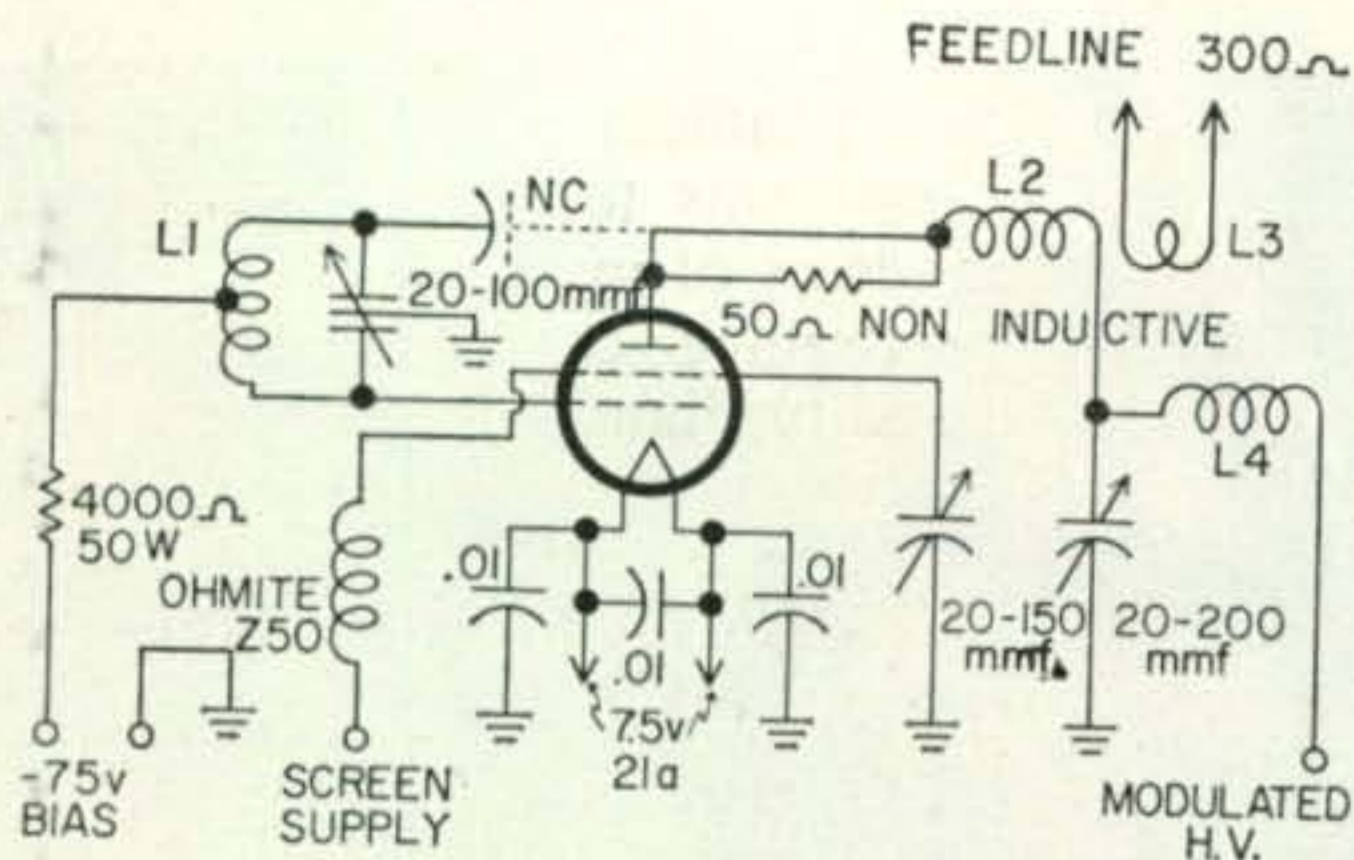 FEEDLINE 300Ω
L2
L3
NC
L1
20-100mmf
50Ω NON INDUCTIVE
L4
4000Ω
50W
OHMITE
Z50
.01
.01
.01
20-150
mmf
20-200
mmf
7.5v
21a
-75v
BIAS
SCREEN
SUPPLY
MODULATED
H.V.